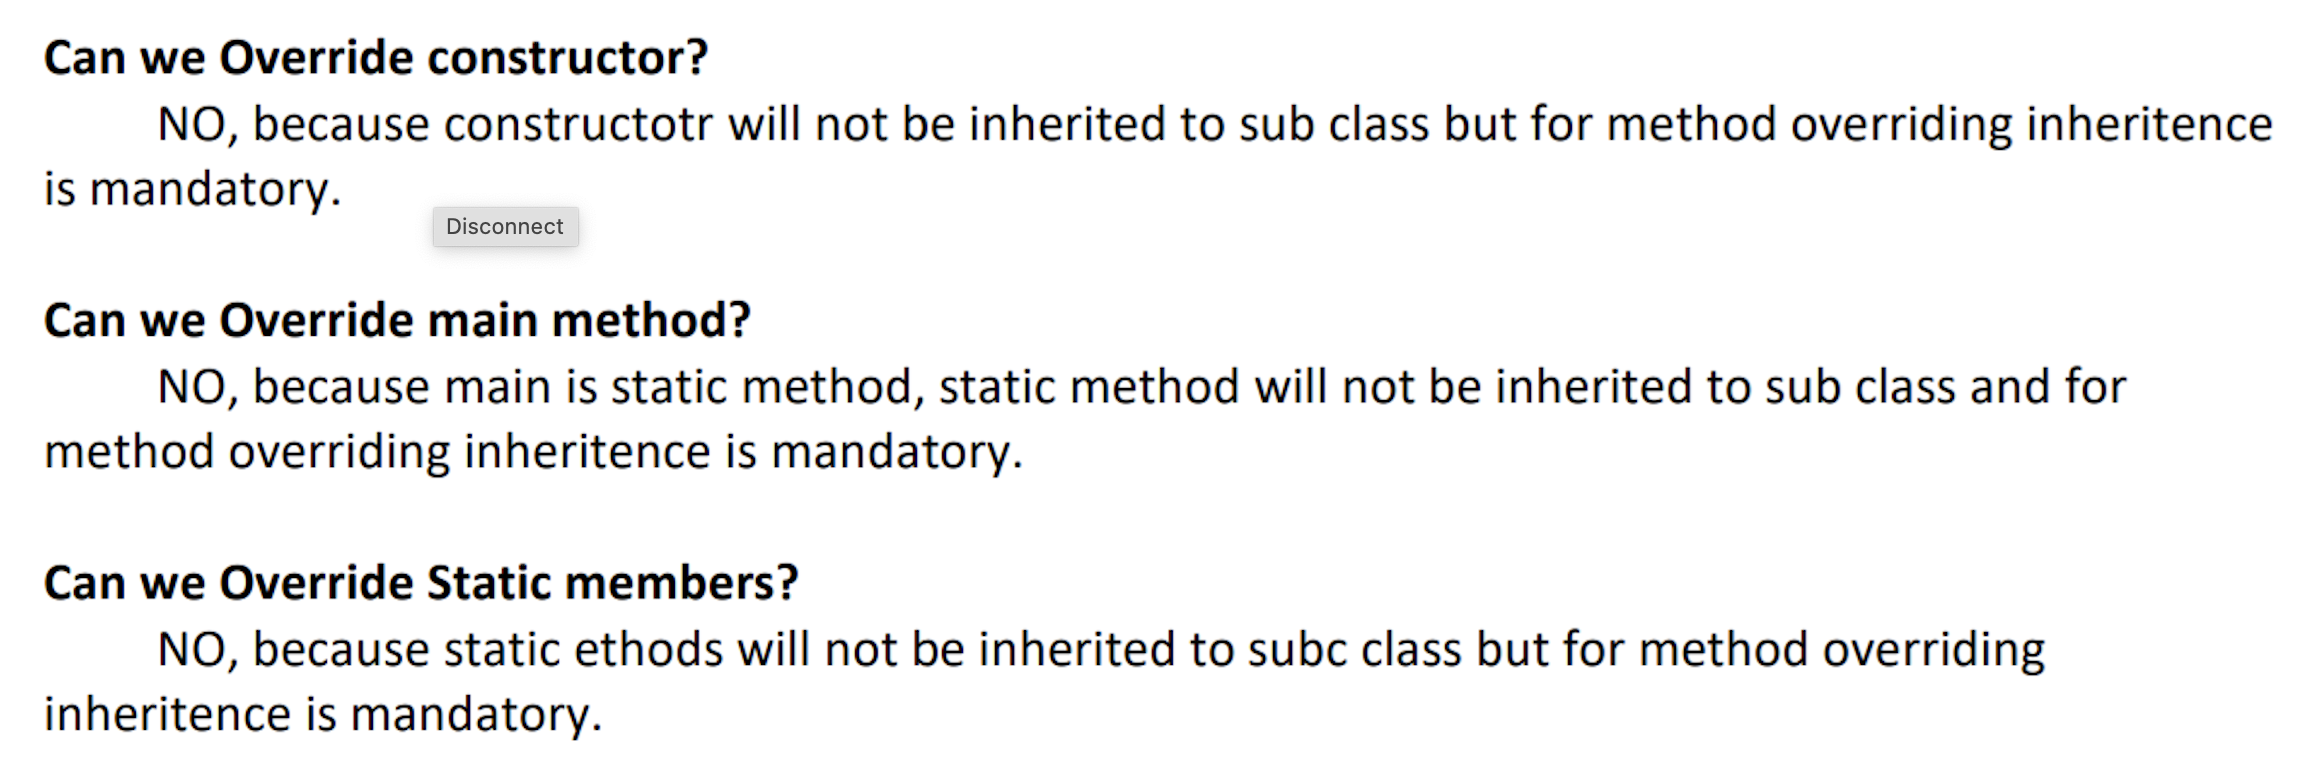 Can we Override constructor?
NO, because constructotr will not be inherited to sub class but for method overriding inheritence
is mandatory.
Disconnect
Can we Override main method?
NO, because main is static method, static method will not be inherited to sub class and for
method overriding inheritence is mandatory.
Can we Override Static members?
NO, because static ethods will not be inherited to subc class but for method overriding
inheritence is mandatory.